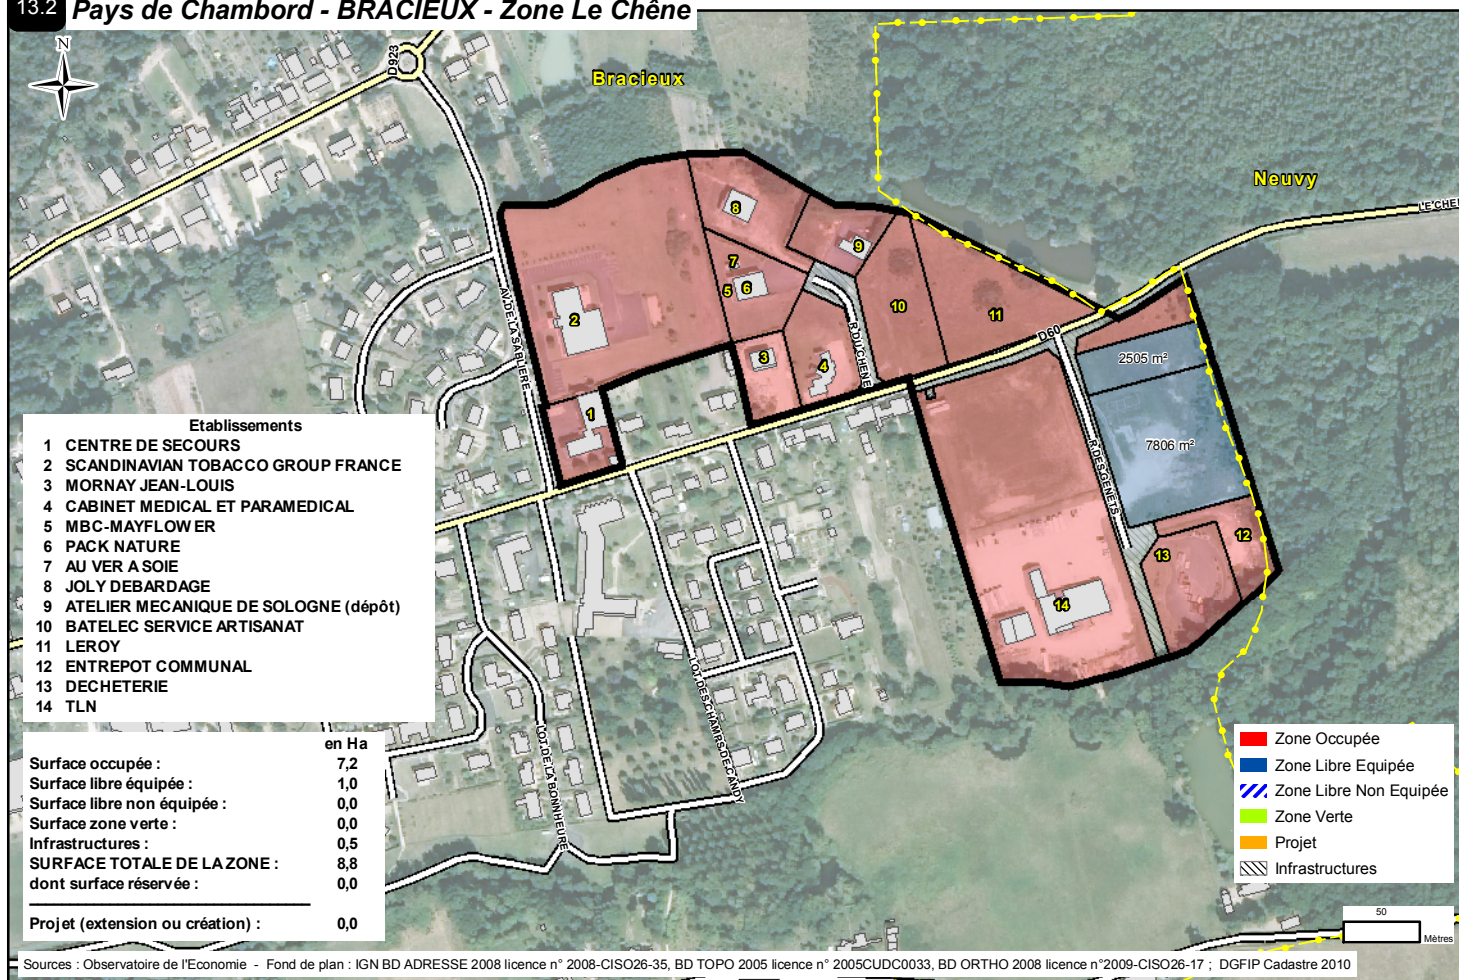 13.2 Pays de Chambord - BRACIEUX - Zone Le Chêne
N
D923
Bracieux
Neuvy
LE CHE
AV.DE LA SABLIERE
R DU CHENE
D60
R.DES GENETS
LOT.DES CHAMPS DE CANDY
LOT.DE LA BONNHEURE
1
2
3
4
5
6
7
8
9
10
11
12
13
14
2505 m²
7806 m²
Etablissements
1 CENTRE DE SECOURS
2 SCANDINAVIAN TOBACCO GROUP FRANCE
3 MORNAY JEAN-LOUIS
4 CABINET MEDICAL ET PARAMEDICAL
5 MBC-MAYFLOWER
6 PACK NATURE
7 AU VER A SOIE
8 JOLY DEBARDAGE
9 ATELIER MECANIQUE DE SOLOGNE (dépôt)
10 BATELEC SERVICE ARTISANAT
11 LEROY
12 ENTREPOT COMMUNAL
13 DECHETERIE
14 TLN
en Ha
Surface occupée : 7,2
Surface libre équipée : 1,0
Surface libre non équipée : 0,0
Surface zone verte : 0,0
Infrastructures : 0,5
SURFACE TOTALE DE LA ZONE : 8,8
dont surface réservée : 0,0
Projet (extension ou création) : 0,0
Zone Occupée
Zone Libre Equipée
Zone Libre Non Equipée
Zone Verte
Projet
Infrastructures
50
Mètres
Sources : Observatoire de l'Economie - Fond de plan : IGN BD ADRESSE 2008 licence n° 2008-CISO26-35, BD TOPO 2005 licence n° 2005CUDC0033, BD ORTHO 2008 licence n°2009-CISO26-17 ; DGFIP Cadastre 2010